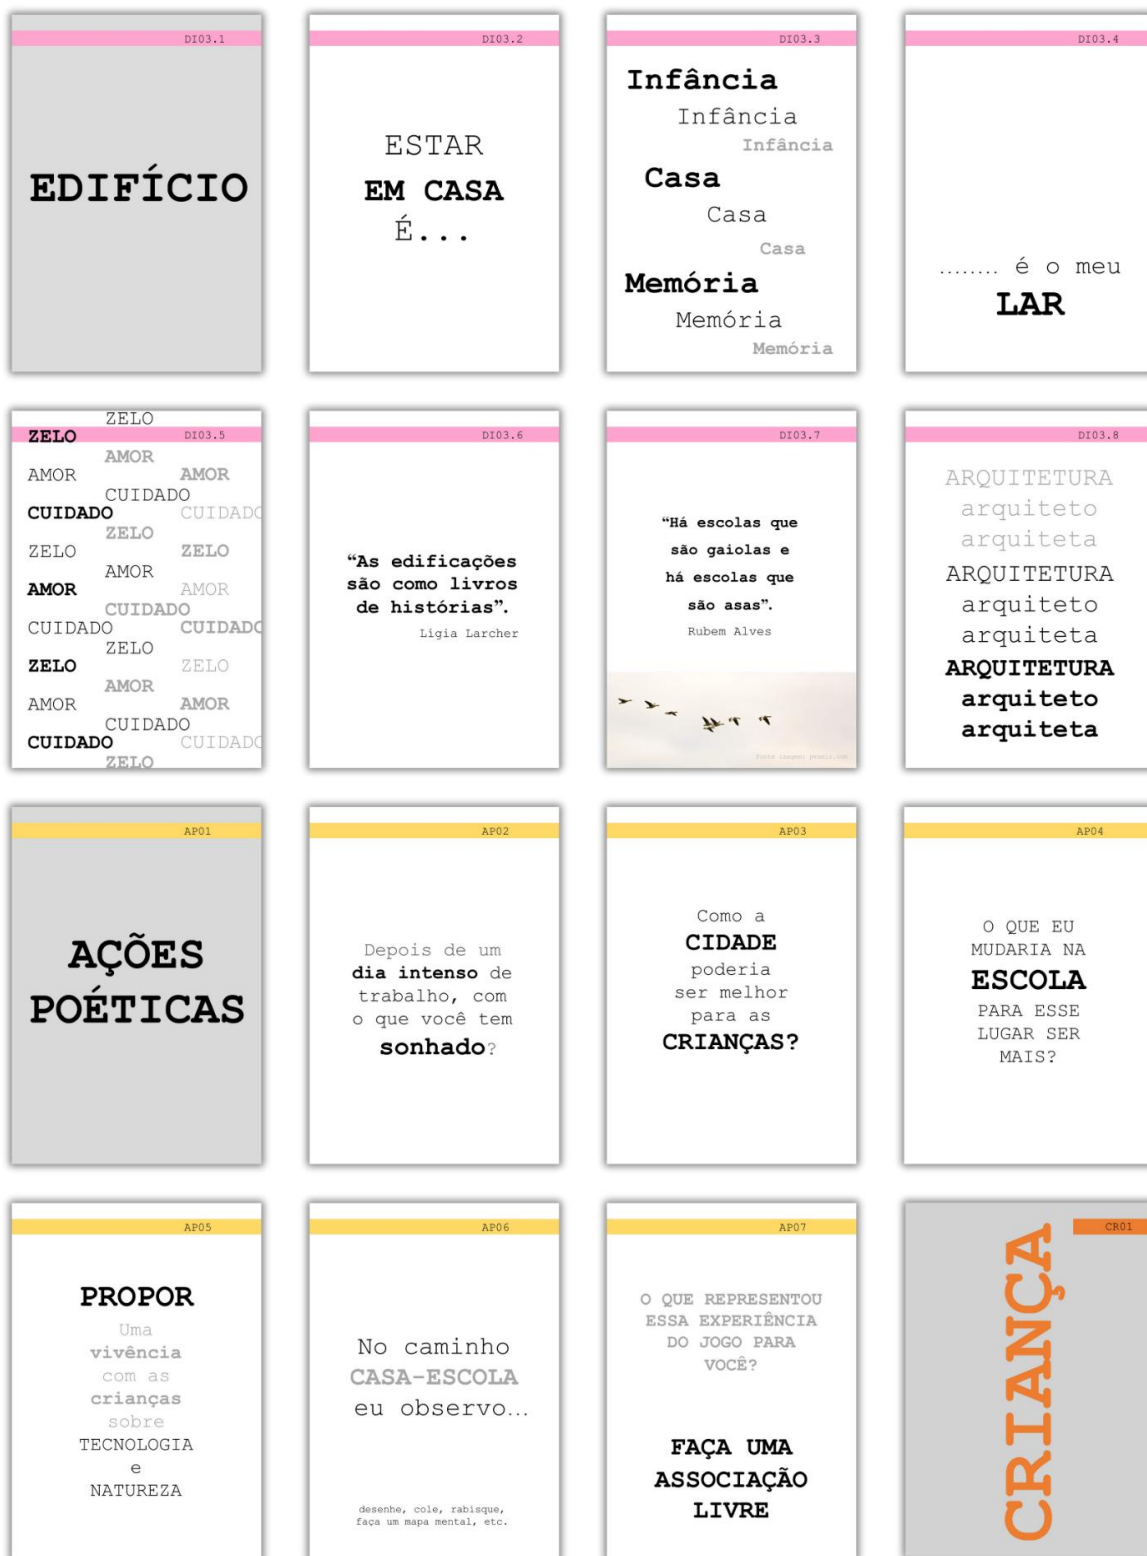 DI03.1
EDIFÍCIO
DI03.2
ESTAR
EM CASA
É...
DI03.3
Infância
Infância
Infância
Casa
Casa
Casa
Memória
Memória
Memória
DI03.4
........ é o meu
LAR
DI03.5
ZELO
ZELO
AMOR
AMOR
AMOR
CUIDADO
CUIDADO
CUIDADO
ZELO
ZELO
ZELO
AMOR
AMOR
AMOR
CUIDADO
CUIDADO
CUIDADO
ZELO
ZELO
ZELO
AMOR
AMOR
AMOR
CUIDADO
CUIDADO
CUIDADO
ZELO
DI03.6
“As edificações
são como livros
de histórias”.
Ligia Larcher
DI03.7
“Há escolas que
são gaiolas e
há escolas que
são asas”.
Rubem Alves
DI03.8
ARQUITETURA
arquiteto
arquiteta
ARQUITETURA
arquiteto
arquiteta
ARQUITETURA
arquiteto
arquiteta
AP01
AÇÕES
POÉTICAS
AP02
Depois de um
dia intenso de
trabalho, com
o que você tem
sonhado?
AP03
Como a
CIDADE
poderia
ser melhor
para as
CRIANÇAS?
AP04
O QUE EU
MUDARIA NA
ESCOLA
PARA ESSE
LUGAR SER
MAIS?
AP05
PROPOR
Uma
vivência
com as
crianças
sobre
TECNOLOGIA
e
NATUREZA
AP06
No caminho
CASA-ESCOLA
eu observo...
desenhe, cole, rabisque,
faça um mapa mental, etc.
AP07
O QUE REPRESENTOU
ESSA EXPERIÊNCIA
DO JOGO PARA
VOCÊ?
FAÇA UMA
ASSOCIAÇÃO
LIVRE
CR01
CRIANÇA